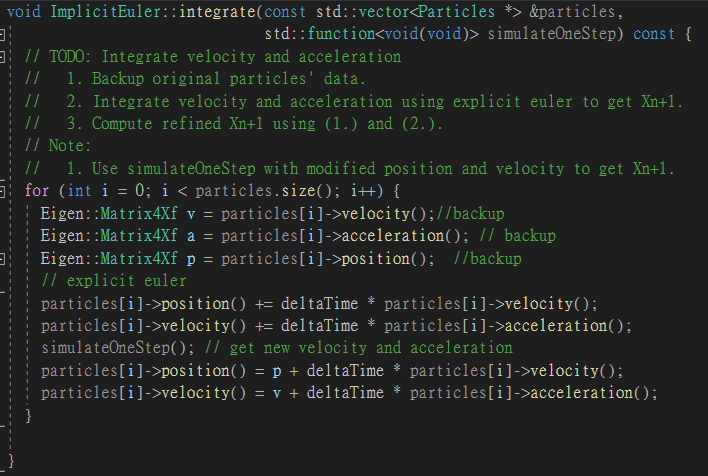 void ImplicitEuler::integrate(const std::vector<Particles *> &particles,
                              std::function<void(void)> simulateOneStep) const {
  // TODO: Integrate velocity and acceleration
  //   1. Backup original particles' data.
  //   2. Integrate velocity and acceleration using explicit euler to get Xn+1.
  //   3. Compute refined Xn+1 using (1.) and (2.).
  // Note:
  //   1. Use simulateOneStep with modified position and velocity to get Xn+1.
  for (int i = 0; i < particles.size(); i++) {
    Eigen::Matrix4Xf v = particles[i]->velocity();//backup
    Eigen::Matrix4Xf a = particles[i]->acceleration(); // backup
    Eigen::Matrix4Xf p = particles[i]->position();  //backup
    // explicit euler
    particles[i]->position() += deltaTime * particles[i]->velocity();
    particles[i]->velocity() += deltaTime * particles[i]->acceleration();
    simulateOneStep(); // get new velocity and acceleration
    particles[i]->position() = p + deltaTime * particles[i]->velocity();
    particles[i]->velocity() = v + deltaTime * particles[i]->acceleration();
  }
}